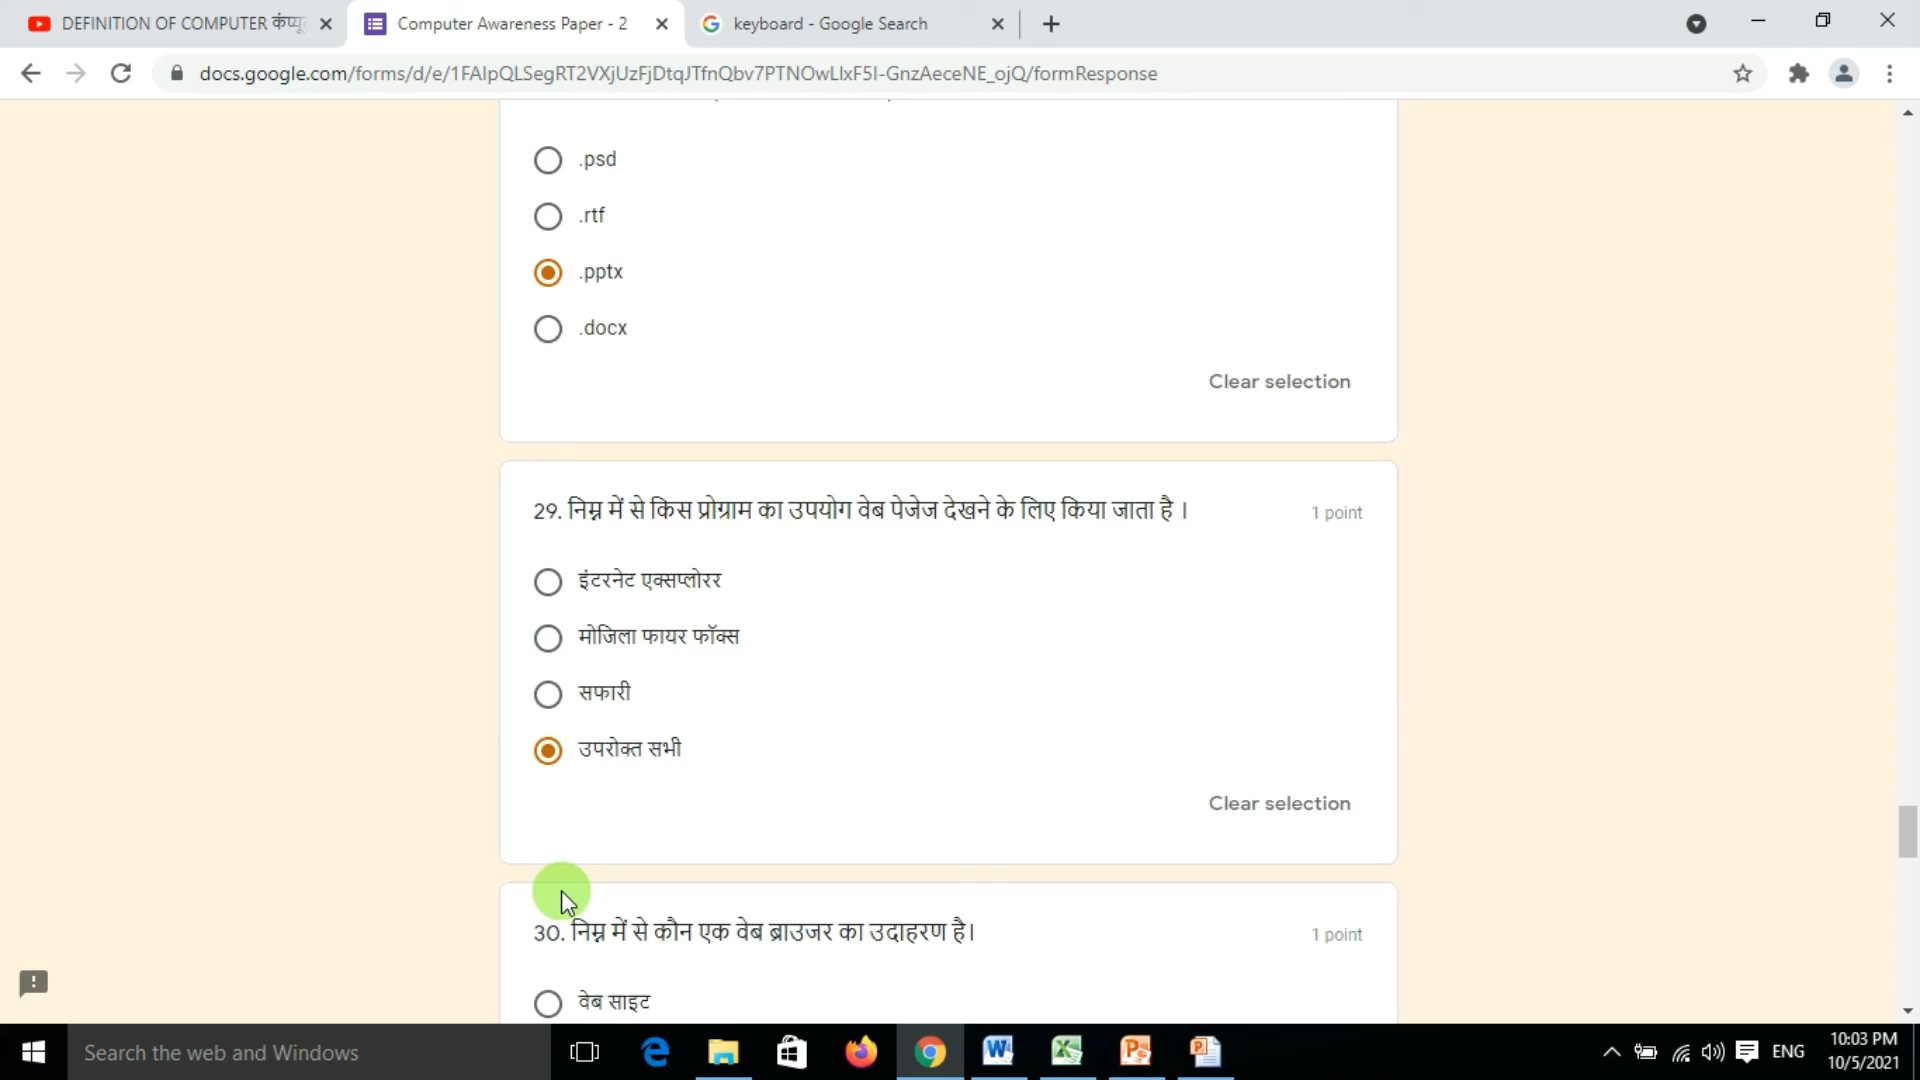 DEFINITION OF COMPUTER
Computer Awareness Paper - 2
keyboard - Google Search
docs.google.com/forms/d/e/1FAIpQLSegRT2VXjUzFjDtqJTfnQbv7PTNOwLlxF5I-GnzAeceNE_ojQ/formResponse
.psd
.rtf
.pptx
.docx
Clear selection
29. निम्न में से किस प्रोग्राम का उपयोग वेब पेजेज देखने के लिए किया जाता है ।
1 point
इंटरनेट एक्सप्लोरर
मोजिला फायर फॉक्स
सफारी
उपरोक्त सभी
Clear selection
30. निम्न में से कौन एक वेब ब्राउजर का उदाहरण है।
1 point
वेब साइट
Search the web and Windows
ENG
10:03 PM
10/5/2021